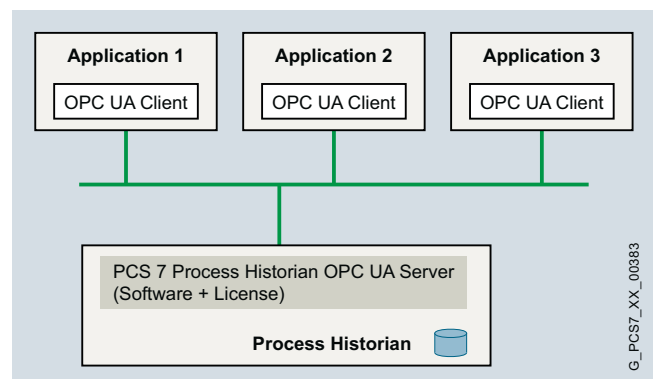 Application 1
OPC UA Client
Application 2
OPC UA Client
Application 3
OPC UA Client
PCS 7 Process Historian OPC UA Server
(Software + License)
Process Historian
G_PCS7_XX_00383